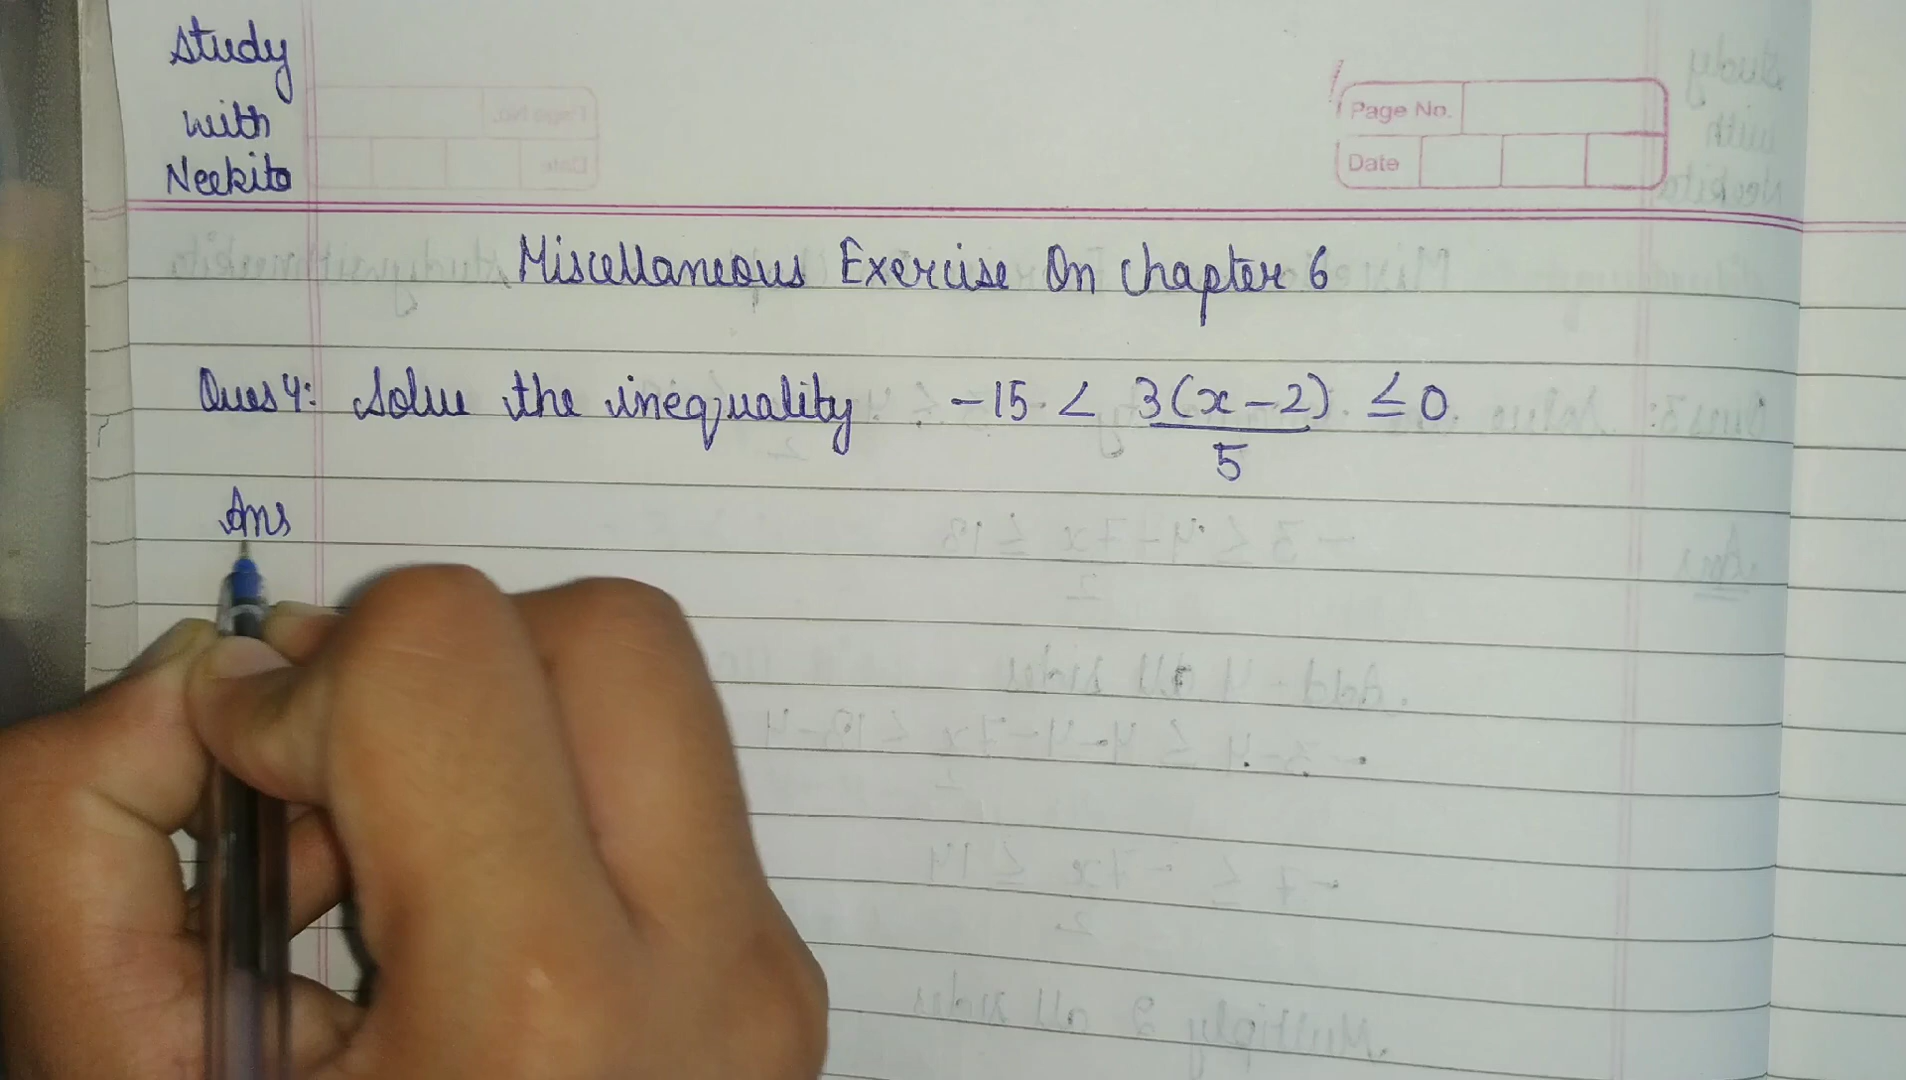 Study
with
Neekita
Page No.
Date
Miscellaneous Exercise On Chapter 6
Ques 4: Solve the inequality -15 < 3(x-2) ≤ 0
5
Ans